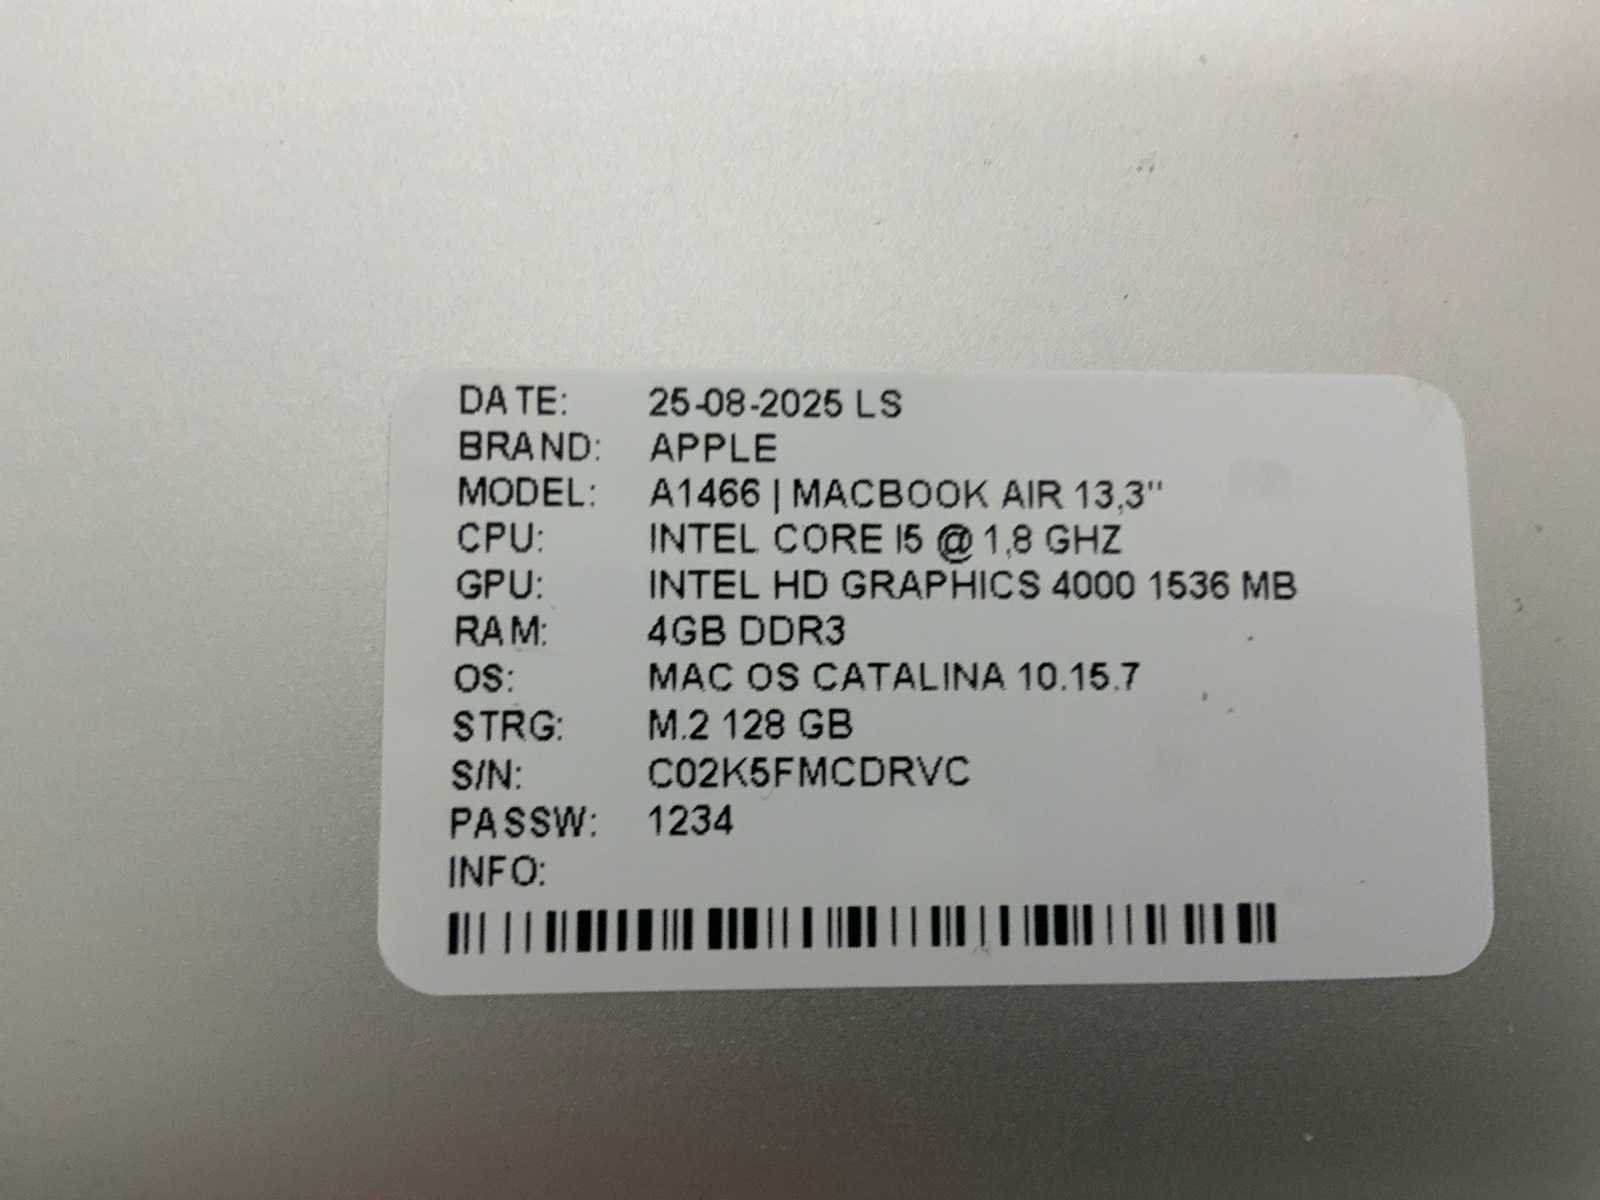 DATE: 25-08-2025 LS
BRAND: APPLE
MODEL: A1466 | MACBOOK AIR 13,3"
CPU: INTEL CORE I5 @ 1,8 GHZ
GPU: INTEL HD GRAPHICS 4000 1536 MB
RAM: 4GB DDR3
OS: MAC OS CATALINA 10.15.7
STRG: M.2 128 GB
S/N: C02K5FMCDRVC
PASSW: 1234
INFO: